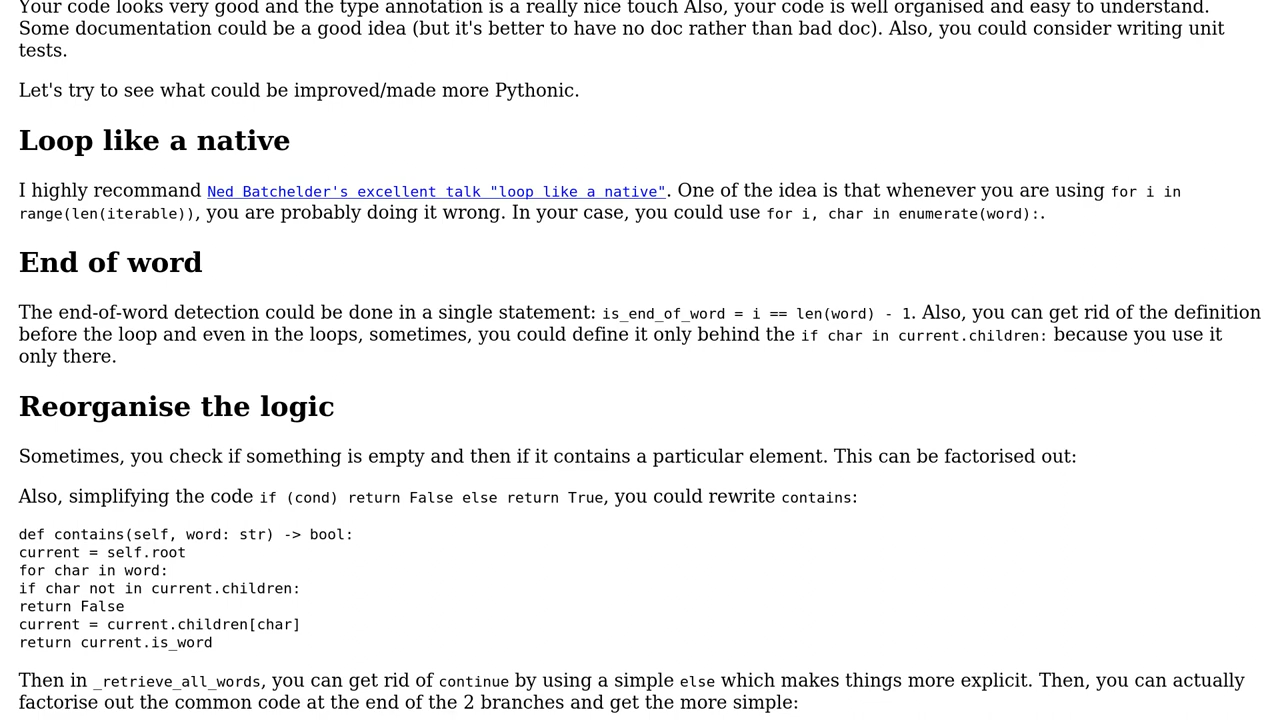 Your code looks very good and the type annotation is a really nice touch Also, your code is well organised and easy to understand.
Some documentation could be a good idea (but it's better to have no doc rather than bad doc). Also, you could consider writing unit
tests.
Let's try to see what could be improved/made more Pythonic.
Loop like a native
I highly recommand Ned Batchelder's excellent talk "loop like a native". One of the idea is that whenever you are using for i in
range(len(iterable)), you are probably doing it wrong. In your case, you could use for i, char in enumerate(word):.
End of word
The end-of-word detection could be done in a single statement: is_end_of_word = i == len(word) - 1. Also, you can get rid of the definition
before the loop and even in the loops, sometimes, you could define it only behind the if char in current.children: because you use it
only there.
Reorganise the logic
Sometimes, you check if something is empty and then if it contains a particular element. This can be factorised out:
Also, simplifying the code if (cond) return False else return True, you could rewrite contains:
def contains(self, word: str) -> bool:
current = self.root
for char in word:
if char not in current.children:
return False
current = current.children[char]
return current.is_word
Then in _retrieve_all_words, you can get rid of continue by using a simple else which makes things more explicit. Then, you can actually
factorise out the common code at the end of the 2 branches and get the more simple: